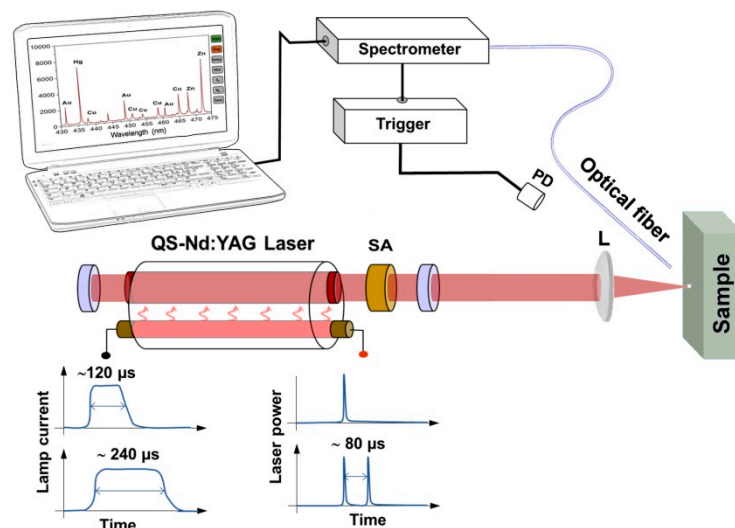 10000
8000
6000
4000
2000
0
Hg
Zn
Au
Au
Cu
Zn
Cu
Cu
Cu
Cu
Au
430 435 440 445 450 455 460 465 470 475
Wavelength (nm)
Spectrometer
Trigger
PD
Optical fiber
QS-Nd:YAG Laser
SA
L
Sample
~120 µs
Lamp current
~ 240 µs
Time
Laser power
~ 80 µs
Time